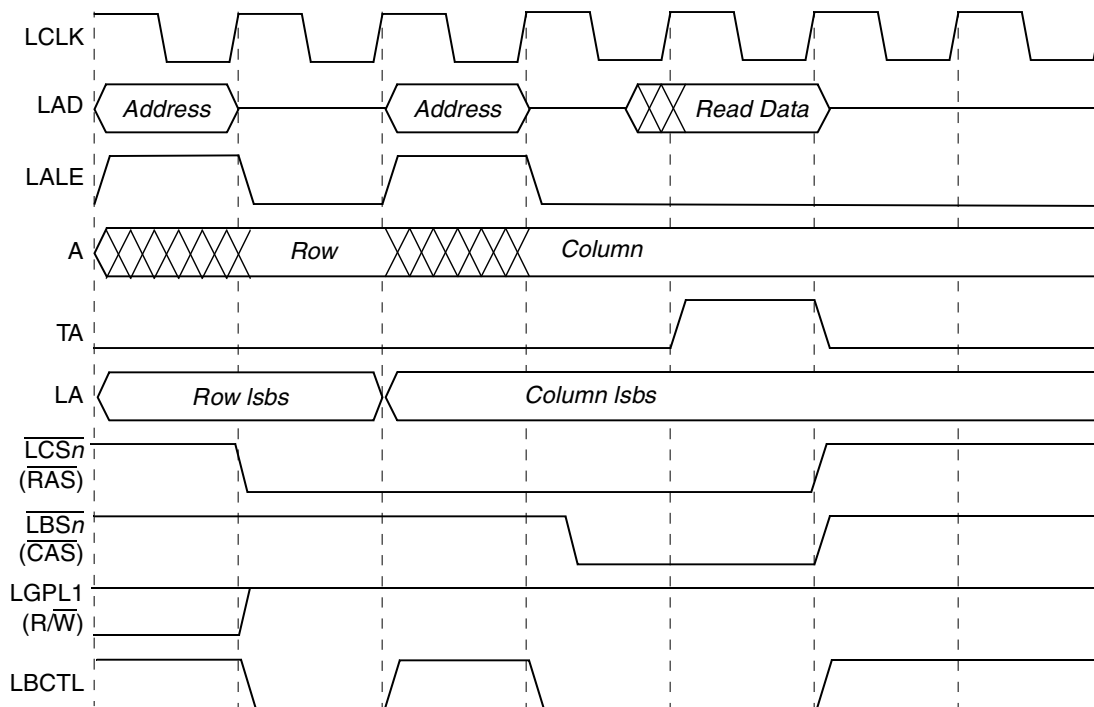 LCLK
LAD Address Address Read Data
LALE
A Row Column
TA
LA Row lsbs Column lsbs
LCSn
(RAS)
LBSn
(CAS)
LGPL1
(R/W)
LBCTL